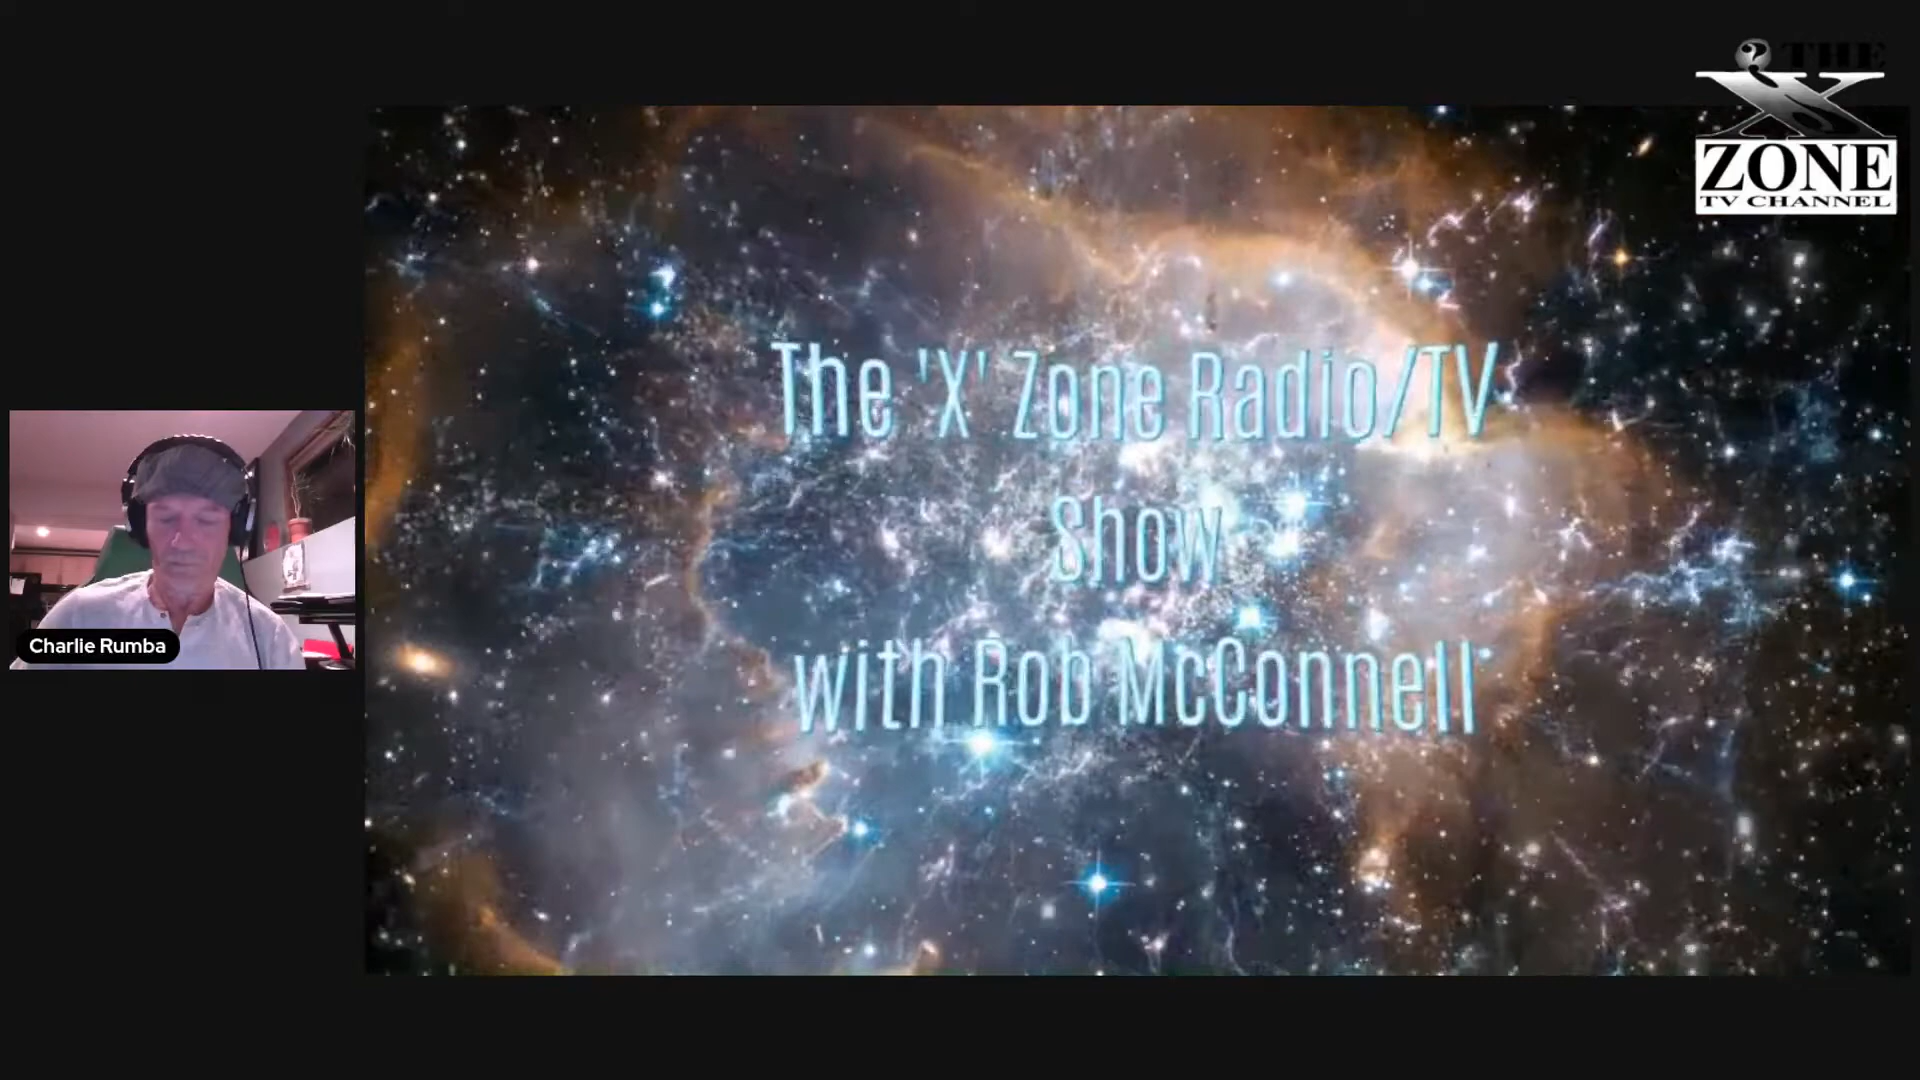 THE
X
ZONE
TV CHANNEL
The 'X' Zone Radio/TV
Show
with Rob McConnell
Charlie Rumba